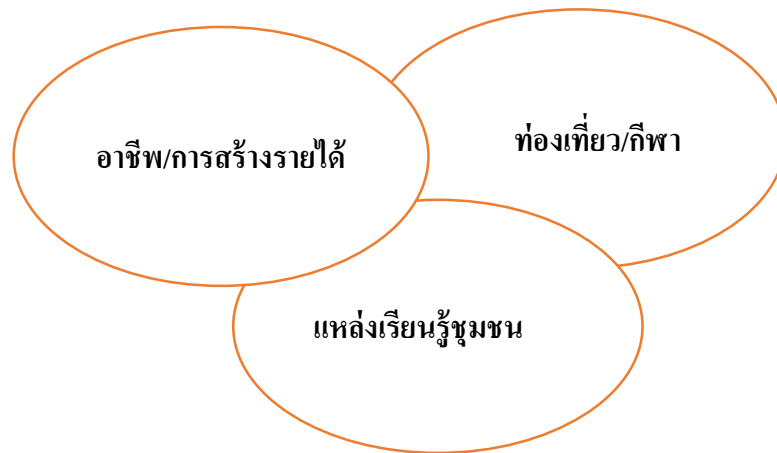 อาชีพ/การสร้างรายได้
ท่องเที่ยว/กีฬา
แหล่งเรียนรู้ชุมชน